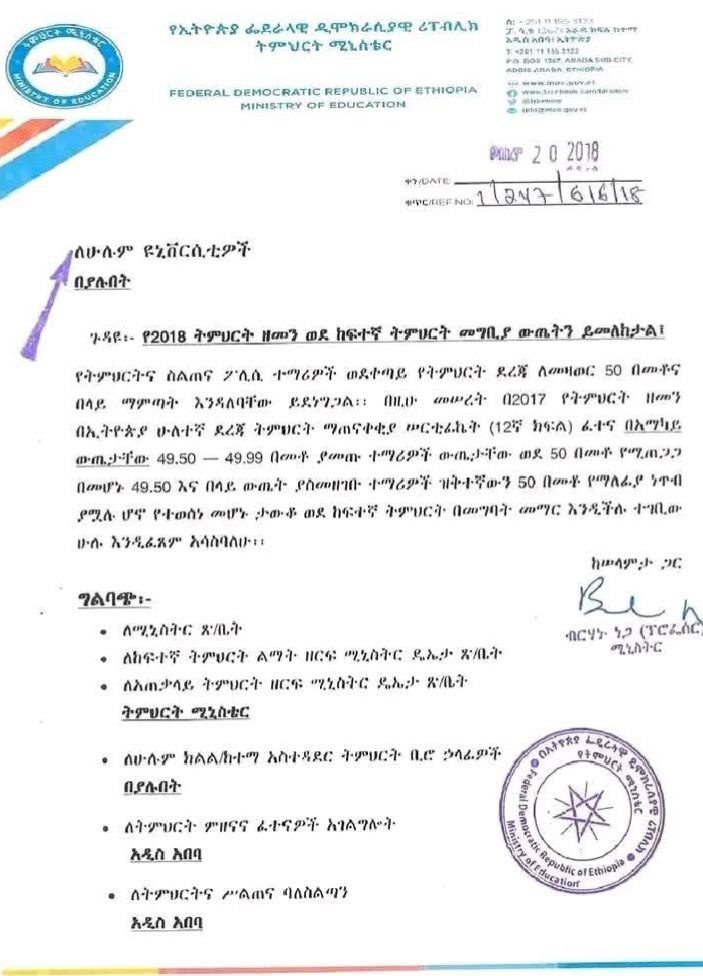 ትምህርት ሚኒስቴር
MINISTRY OF EDUCATION
የኢትዮጵያ ፌደራላዊ ዲሞክራሲያዊ ሪፐብሊክ
ትምህርት ሚኒስቴር
FEDERAL DEMOCRATIC REPUBLIC OF ETHIOPIA
MINISTRY OF EDUCATION
ስ: +251 11 155 3133
ፖ. ሳ. ቁ 1367፣ አራዳ ክፍለ ከተማ
አዲስ አበባ፣ ኢትዮጵያ
T: +251 11 155 3133
P.O. BOX 1367, ARADA SUB-CITY,
ADDIS ABABA, ETHIOPIA
www.moe.gov.et
መስከረም 20 2018
ቀን/DATE:
ቁጥር/REF NO: 1/247/616/18
ለሁሉም ዩኒቨርሲቲዎች
በያሉበት
ጉዳዩ፡- የ2018 ትምህርት ዘመን ወደ ከፍተኛ ትምህርት መግቢያ ውጤትን ይመለከታል፤
የትምህርትና ስልጠና ፖሊሲ ተማሪዎች ወደቀጣይ የትምህርት ደረጃ ለመዛወር 50 በመቶና
በላይ ማምጣት እንዳለባቸው ይደነግጋል፡፡ በዚሁ መሠረት በ2017 የትምህርት ዘመን
በኢትዮጵያ ሁለተኛ ደረጃ ትምህርት ማጠናቀቂያ ሠርቲፊኬት (12ኛ ክፍል) ፈተና በአማካይ
ውጤታቸው 49.50 — 49.99 በመቶ ያመጡ ተማሪዎች ውጤታቸው ወደ 50 በመቶ የሚጠጋጋ
በመሆኑ 49.50 እና በላይ ውጤት ያስመዘገቡ ተማሪዎች ዝቅተኛውን 50 በመቶ የማለፊያ ነጥብ
ያሟሉ ሆኖ የተወሰነ መሆኑ ታውቆ ወደ ከፍተኛ ትምህርት በመግባት መማር እንዲችሉ ተገቢው
ሁሉ እንዲፈጸም አሳስባለሁ፡፡
ከሠላምታ ጋር
ብርሃኑ ነጋ (ፕሮፌሰር)
ሚኒስትር
ግልባጭ፡-
• ለሚኒስትር ጽ/ቤት
• ለከፍተኛ ትምህርት ልማት ዘርፍ ሚኒስትር ዴኤታ ጽ/ቤት
• ለአጠቃላይ ትምህርት ዘርፍ ሚኒስትር ዴኤታ ጽ/ቤት
ትምህርት ሚኒስቴር
• ለሁሉም ክልል/ከተማ አስተዳደር ትምህርት ቢሮ ኃላፊዎች
በያሉበት
• ለትምህርት ምዘናና ፈተናዎች አገልግሎት
አዲስ አበባ
• ለትምህርትና ሥልጠና ባለስልጣን
አዲስ አበባ
በኢትዮጵያ ፌዴራላዊ ዲሞክራሲያዊ ሪፐብሊክ
የትምህርት ሚኒስቴር
Federal Democratic Republic of Ethiopia
Ministry of Education